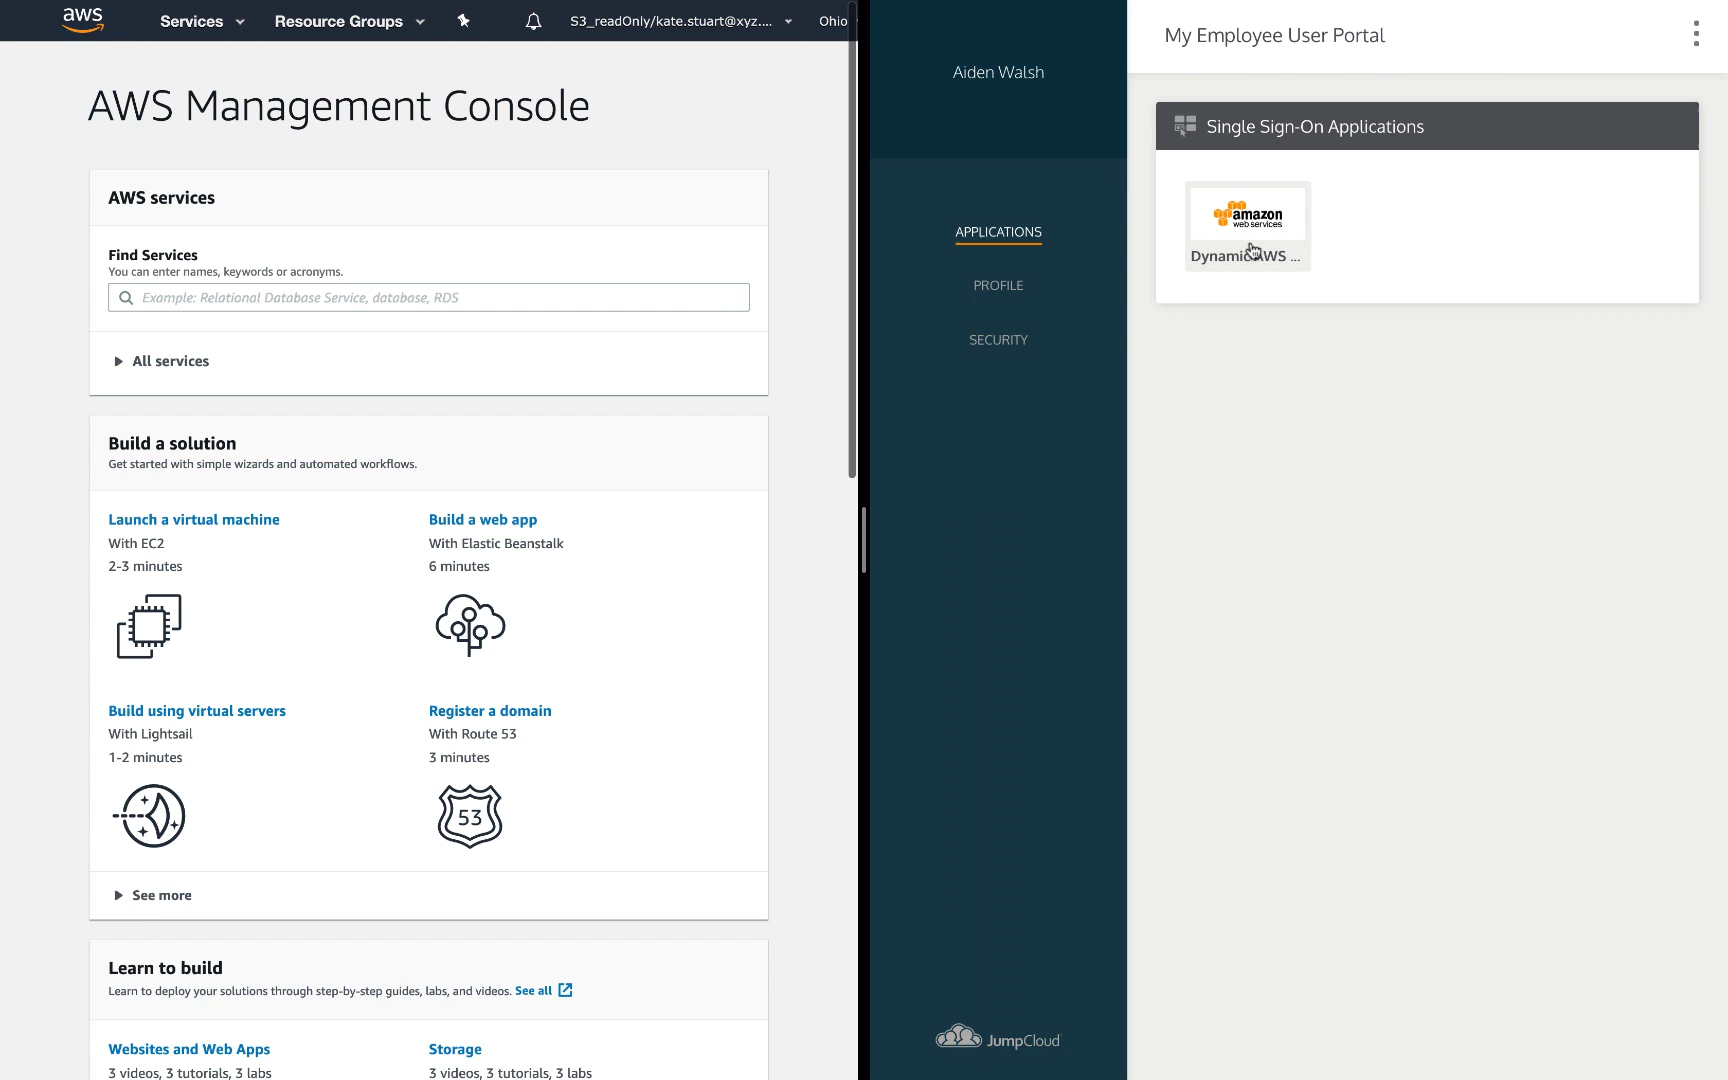 aws
Services
Resource Groups
S3_readOnly/kate.stuart@xyz....
Ohio
AWS Management Console
AWS services
Find Services
You can enter names, keywords or acronyms.
Example: Relational Database Service, database, RDS
All services
Build a solution
Get started with simple wizards and automated workflows.
Launch a virtual machine
With EC2
2-3 minutes
Build a web app
With Elastic Beanstalk
6 minutes
Build using virtual servers
With Lightsail
1-2 minutes
Register a domain
With Route 53
3 minutes
53
See more
Learn to build
Learn to deploy your solutions through step-by-step guides, labs, and videos. See all
Websites and Web Apps
3 videos, 3 tutorials, 3 labs
Storage
3 videos, 3 tutorials, 3 labs
Aiden Walsh
APPLICATIONS
PROFILE
SECURITY
JumpCloud
My Employee User Portal
Single Sign-On Applications
amazon
web services
Dynamic AWS ...